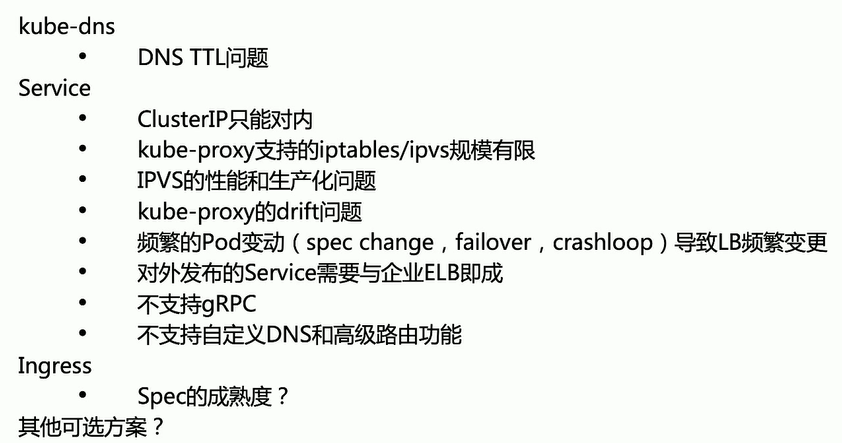 kube-dns
• DNS TTL问题
Service
• ClusterIP只能对内
• kube-proxy支持的iptables/ipvs规模有限
• IPVS的性能和生产化问题
• kube-proxy的drift问题
• 频繁的Pod变动（spec change，failover，crashloop）导致LB频繁变更
• 对外发布的Service需要与企业ELB即成
• 不支持gRPC
• 不支持自定义DNS和高级路由功能
Ingress
• Spec的成熟度？
其他可选方案？